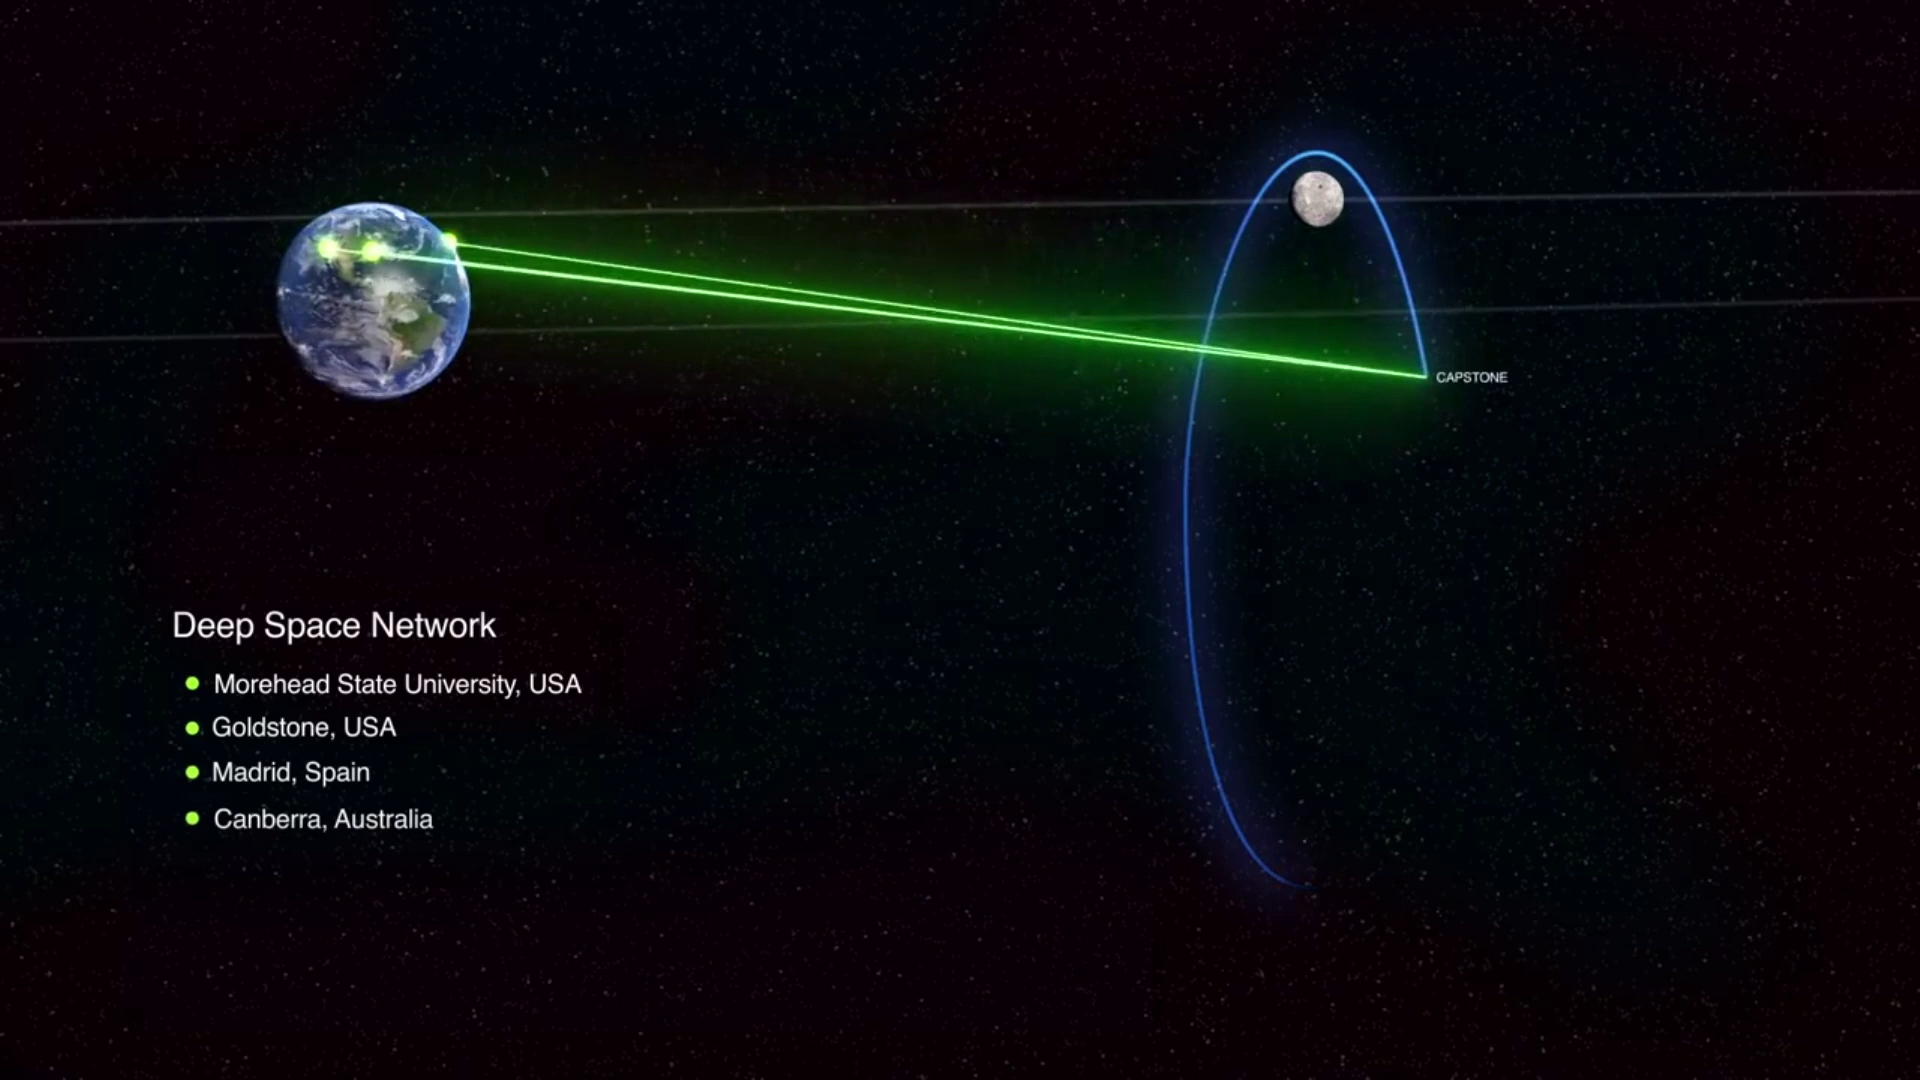 CAPSTONE
Deep Space Network
Morehead State University, USA
Goldstone, USA
Madrid, Spain
Canberra, Australia